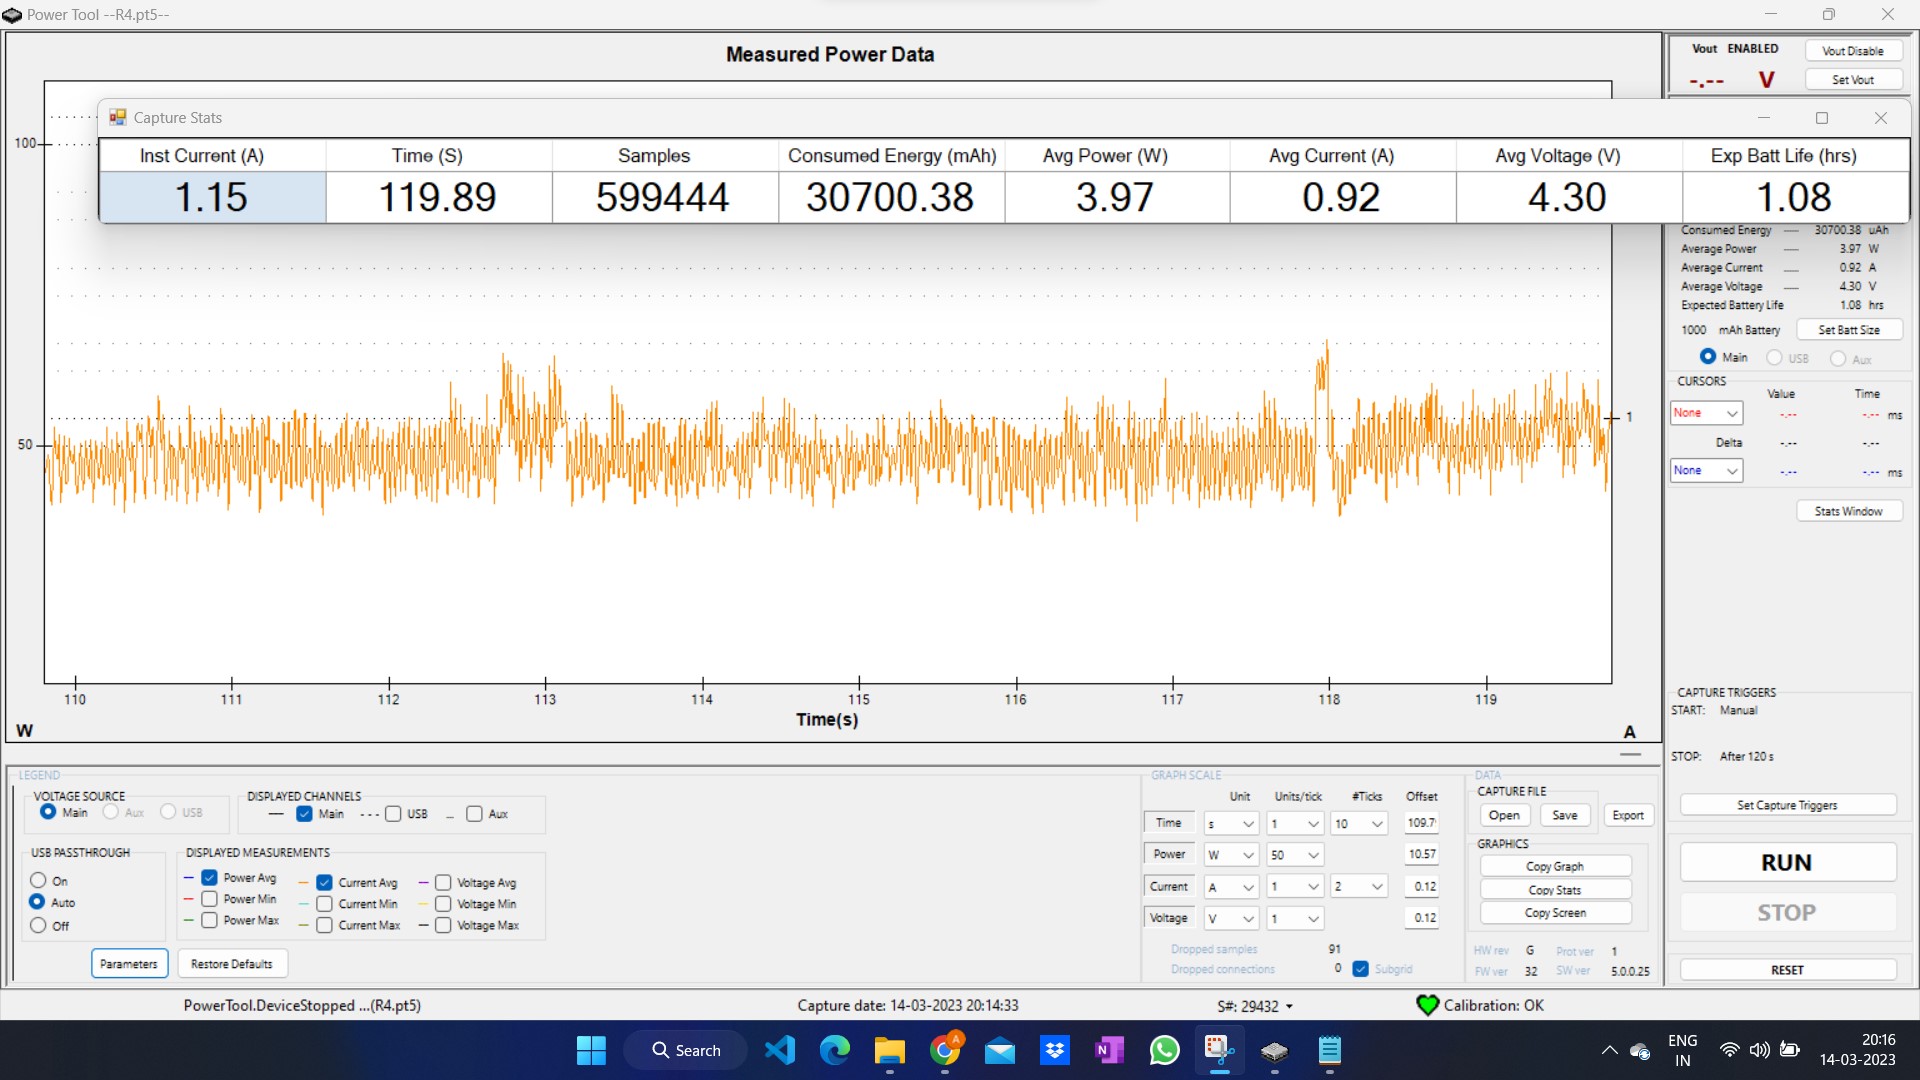 Power Tool --R4.pt5--
Measured Power Data
Vout ENABLED
Vout Disable
-.-- V
Set Vout
Capture Stats
Inst Current (A) Time (S) Samples Consumed Energy (mAh) Avg Power (W) Avg Current (A) Avg Voltage (V) Exp Batt Life (hrs)
1.15 119.89 599444 30700.38 3.97 0.92 4.30 1.08
Consumed Energy 30700.38 uAh
Average Power 3.97 W
Average Current 0.92 A
Average Voltage 4.30 V
Expected Battery Life 1.08 hrs
1000 mAh Battery Set Batt Size
Main USB Aux
CURSORS
Value Time
None -.-- -.-- ms
Delta -.-- -.--
None -.-- -.-- ms
Stats Window
CAPTURE TRIGGERS
START: Manual
STOP: After 120 s
Set Capture Triggers
RUN
STOP
RESET
100
50
1
110 111 112 113 114 115 116 117 118 119
Time(s)
W
A
LEGEND
VOLTAGE SOURCE
Main Aux USB
DISPLAYED CHANNELS
Main USB Aux
USB PASSTHROUGH
On
Auto
Off
DISPLAYED MEASUREMENTS
Power Avg Current Avg Voltage Avg
Power Min Current Min Voltage Min
Power Max Current Max Voltage Max
Parameters Restore Defaults
GRAPH SCALE
Unit Units/tick #Ticks Offset
Time s 1 10 109.7
Power W 50 10.57
Current A 1 2 0.12
Voltage V 1 0.12
Dropped samples 91
Dropped connections 0 Subgrid
DATA
CAPTURE FILE
Open Save Export
GRAPHICS
Copy Graph
Copy Stats
Copy Screen
HW rev G Prot ver 1
FW ver 32 SW ver 5.0.0.25
PowerTool.DeviceStopped ...(R4.pt5) Capture date: 14-03-2023 20:14:33 S#: 29432 Calibration: OK
Search
A
N
ENG
IN
20:16
14-03-2023